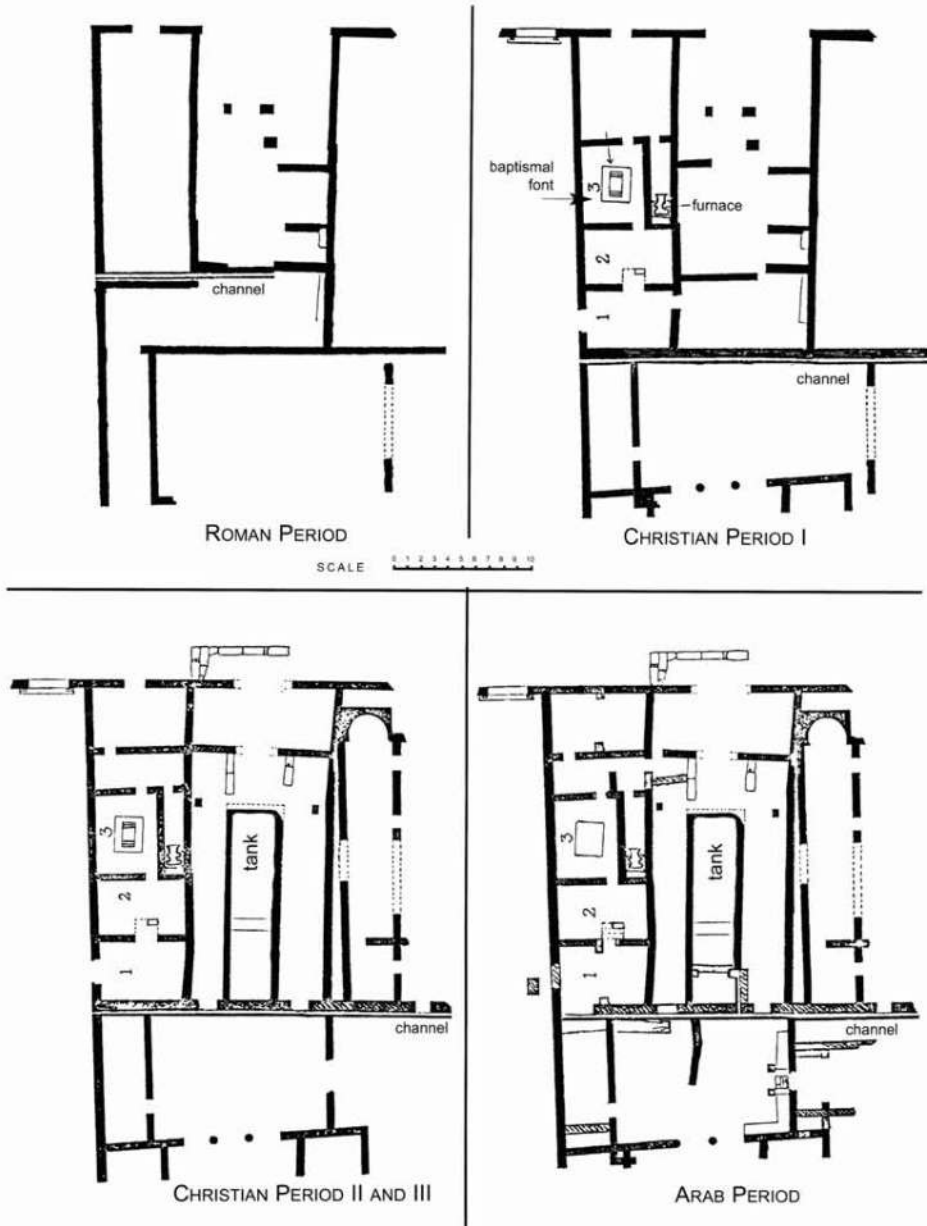 channel
ROMAN PERIOD
baptismal
font
3
furnace
2
1
channel
CHRISTIAN PERIOD I
SCALE 0 1 2 3 4 5 6 7 8 9 10
3
tank
2
1
channel
CHRISTIAN PERIOD II AND III
3
tank
2
1
channel
ARAB PERIOD